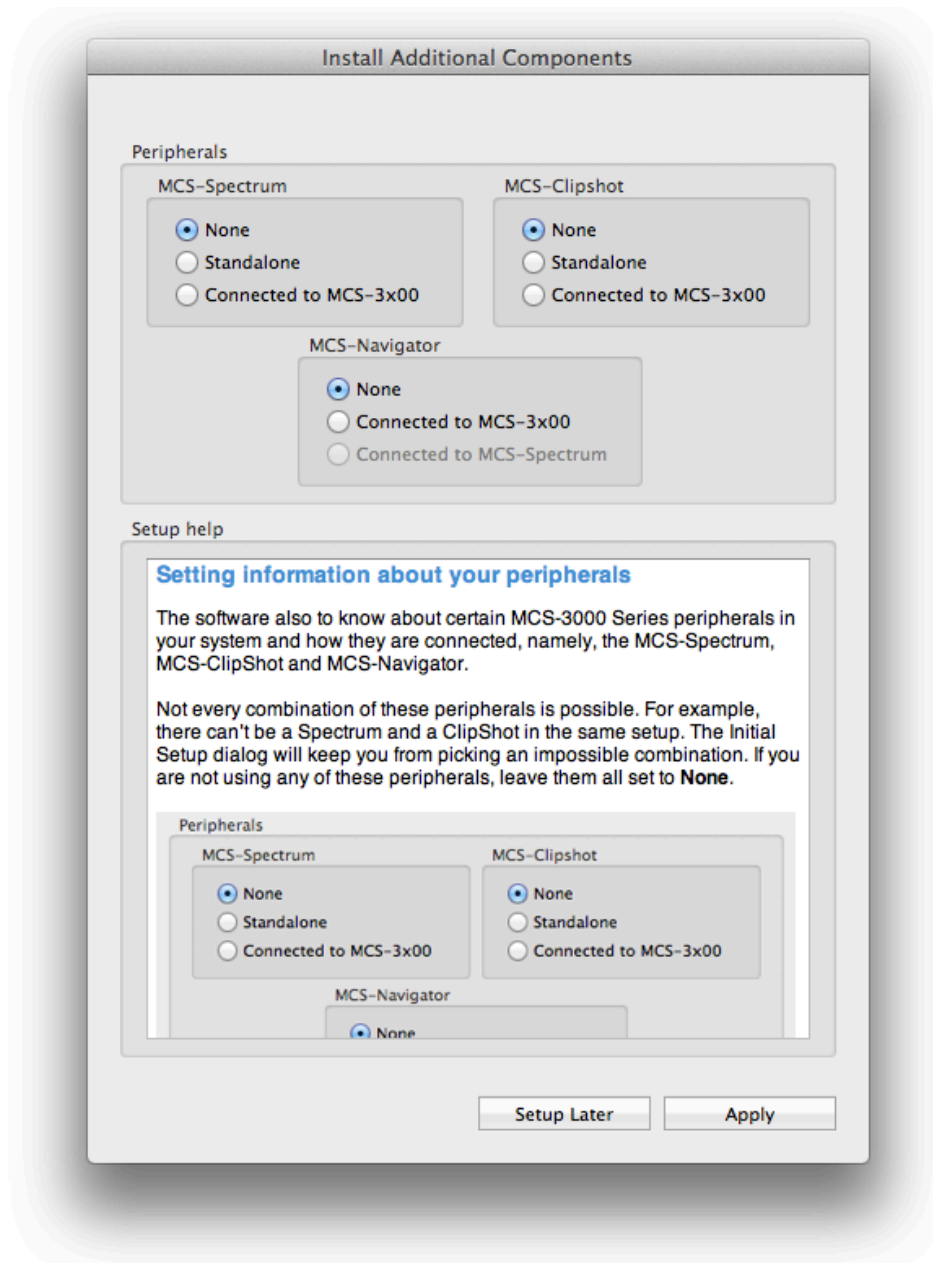 Install Additional Components
Peripherals
MCS-Spectrum
None
Standalone
Connected to MCS-3x00
MCS-Clipshot
None
Standalone
Connected to MCS-3x00
MCS-Navigator
None
Connected to MCS-3x00
Connected to MCS-Spectrum
Setup help
Setting information about your peripherals
The software also to know about certain MCS-3000 Series peripherals in
your system and how they are connected, namely, the MCS-Spectrum,
MCS-ClipShot and MCS-Navigator.
Not every combination of these peripherals is possible. For example,
there can't be a Spectrum and a ClipShot in the same setup. The Initial
Setup dialog will keep you from picking an impossible combination. If you
are not using any of these peripherals, leave them all set to None.
Peripherals
MCS-Spectrum
None
Standalone
Connected to MCS-3x00
MCS-Clipshot
None
Standalone
Connected to MCS-3x00
MCS-Navigator
None
Setup Later
Apply